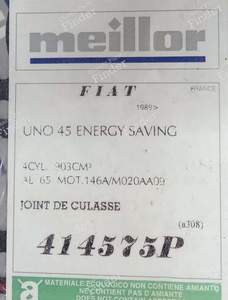 meillor
FIAT
FRANCE
1989>
UNO 45 ENERGY SAVING
4CYL. 903CM³
AL 65 MOT.146A/M020AA09
JOINT DE CULASSE
(a308)
414575P
a
MATERIALE ECOLOGICO NON CONTIENE AMIANTO
NE CONTIENT PAS D'AMIANTE